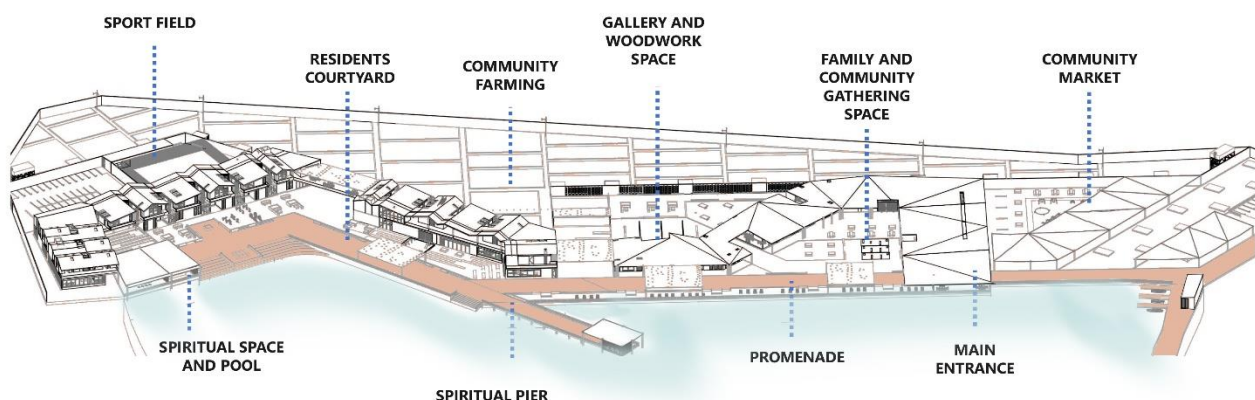 SPORT FIELD
RESIDENTS
COURTYARD
COMMUNITY
FARMING
GALLERY AND
WOODWORK
SPACE
FAMILY AND
COMMUNITY
GATHERING
SPACE
COMMUNITY
MARKET
SPIRITUAL SPACE
AND POOL
SPIRITUAL PIER
PROMENADE
MAIN
ENTRANCE